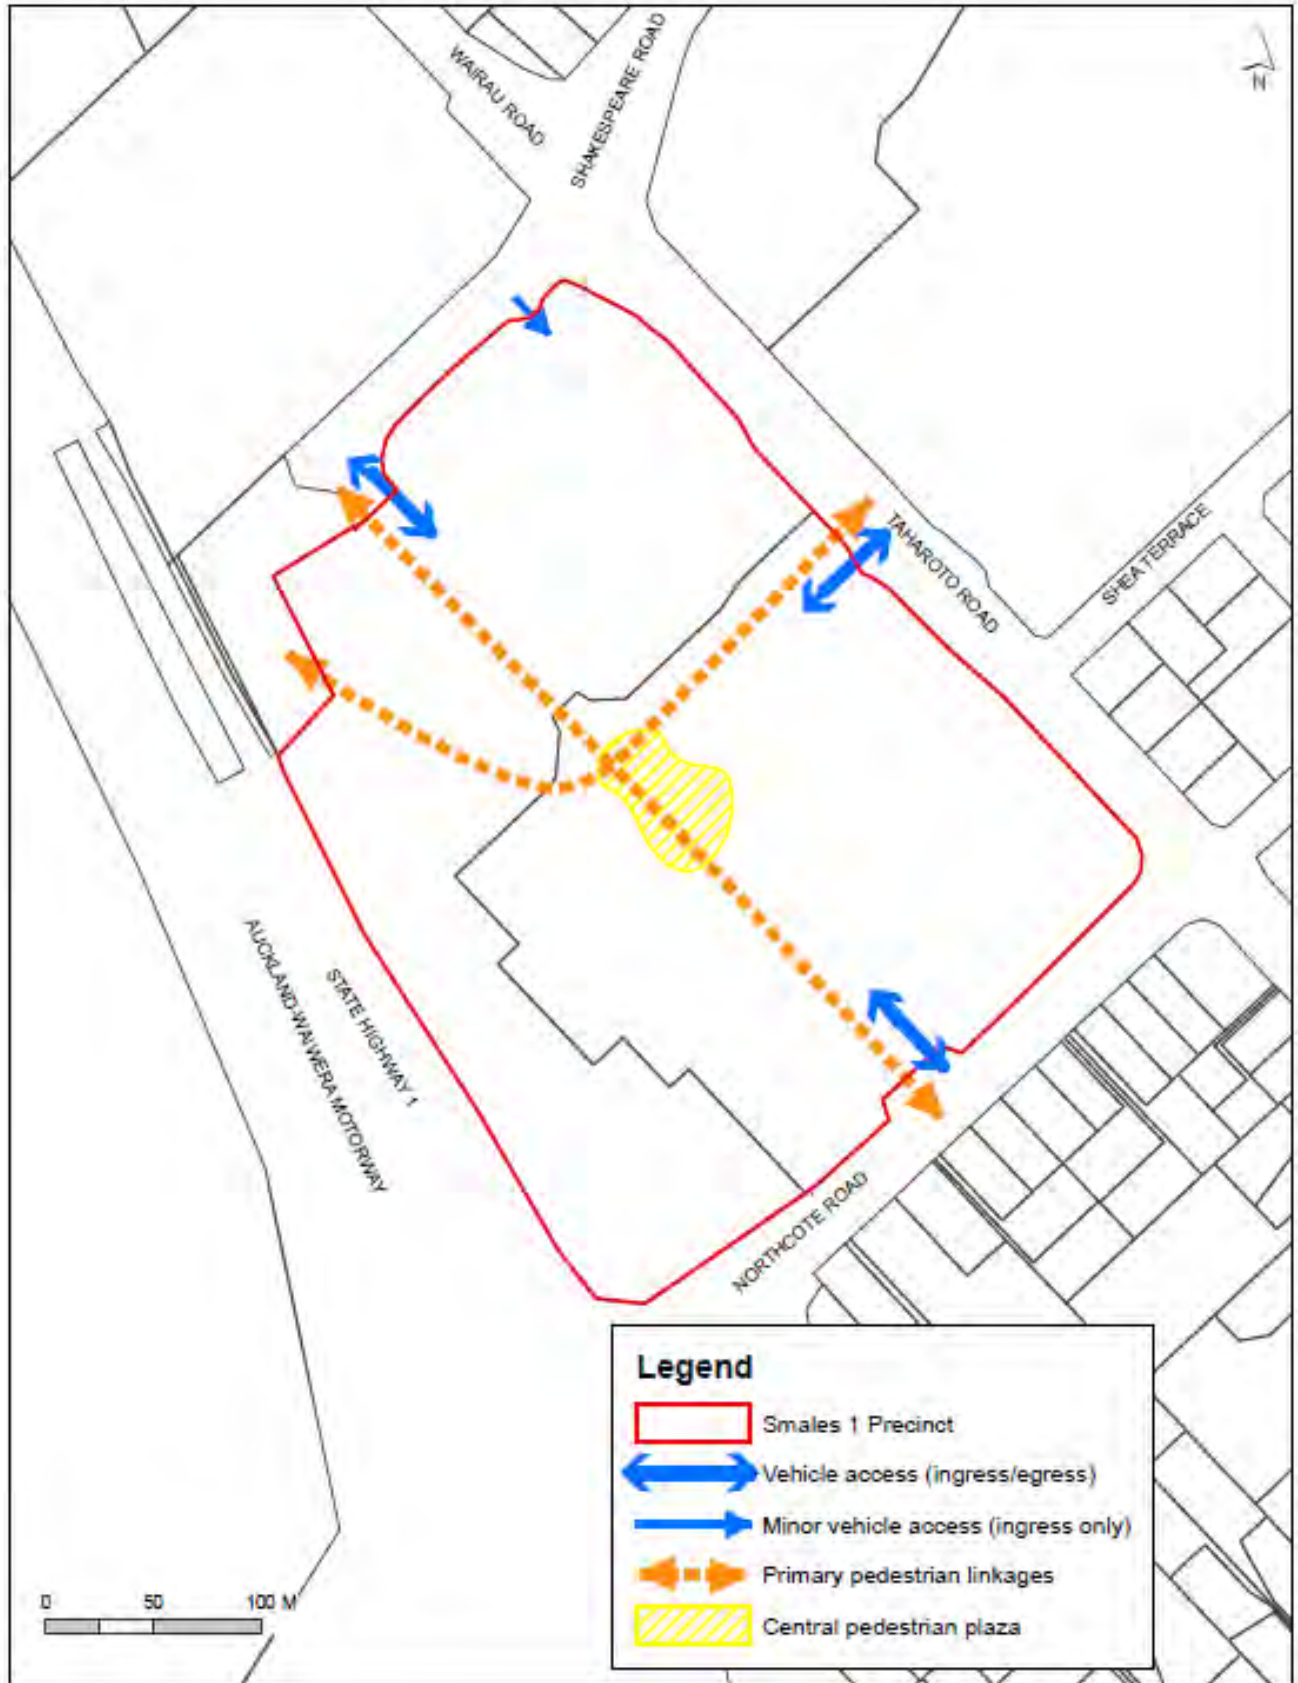 WAIRAU ROAD
SHAKESPEARE ROAD
N
TAHAROTO ROAD
SHEA TERRACE
AUCKLAND-WAIWERA MOTORWAY
STATE HIGHWAY 1
NORTHCOTE ROAD
Legend
Smales 1 Precinct
Vehicle access (ingress/egress)
Minor vehicle access (ingress only)
Primary pedestrian linkages
Central pedestrian plaza
0 50 100 M